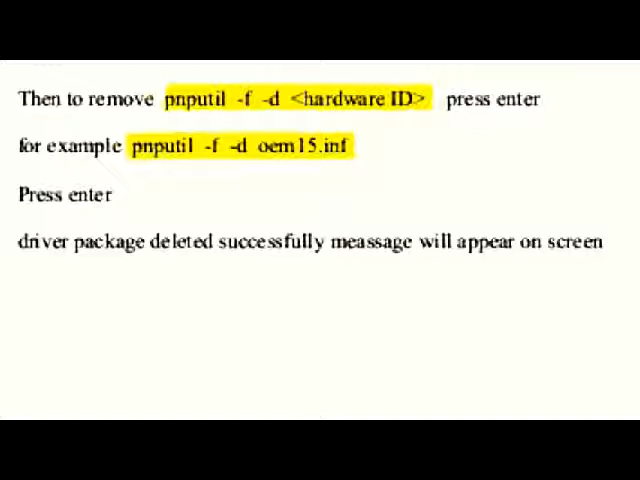 Then to remove pnputil -f -d <hardware ID> press enter
for example pnputil -f -d oem15.inf
Press enter
driver package deleted successfully meassage will appear on screen